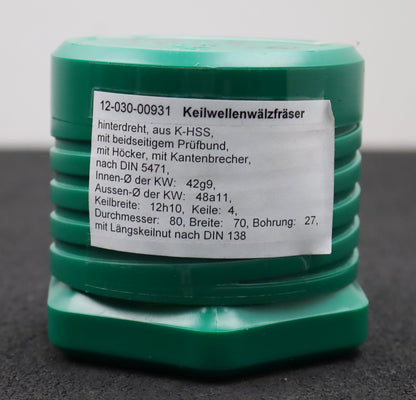 12-030-00931 Keilwellenwälzfräser
hinterdreht, aus K-HSS,
mit beidseitigem Prüfbund,
mit Höcker, mit Kantenbrecher,
nach DIN 5471,
Innen-Ø der KW: 42g9,
Aussen-Ø der KW: 48a11,
Keilbreite: 12h10, Keile: 4,
Durchmesser: 80, Breite: 70, Bohrung: 27,
mit Längskeilnut nach DIN 138